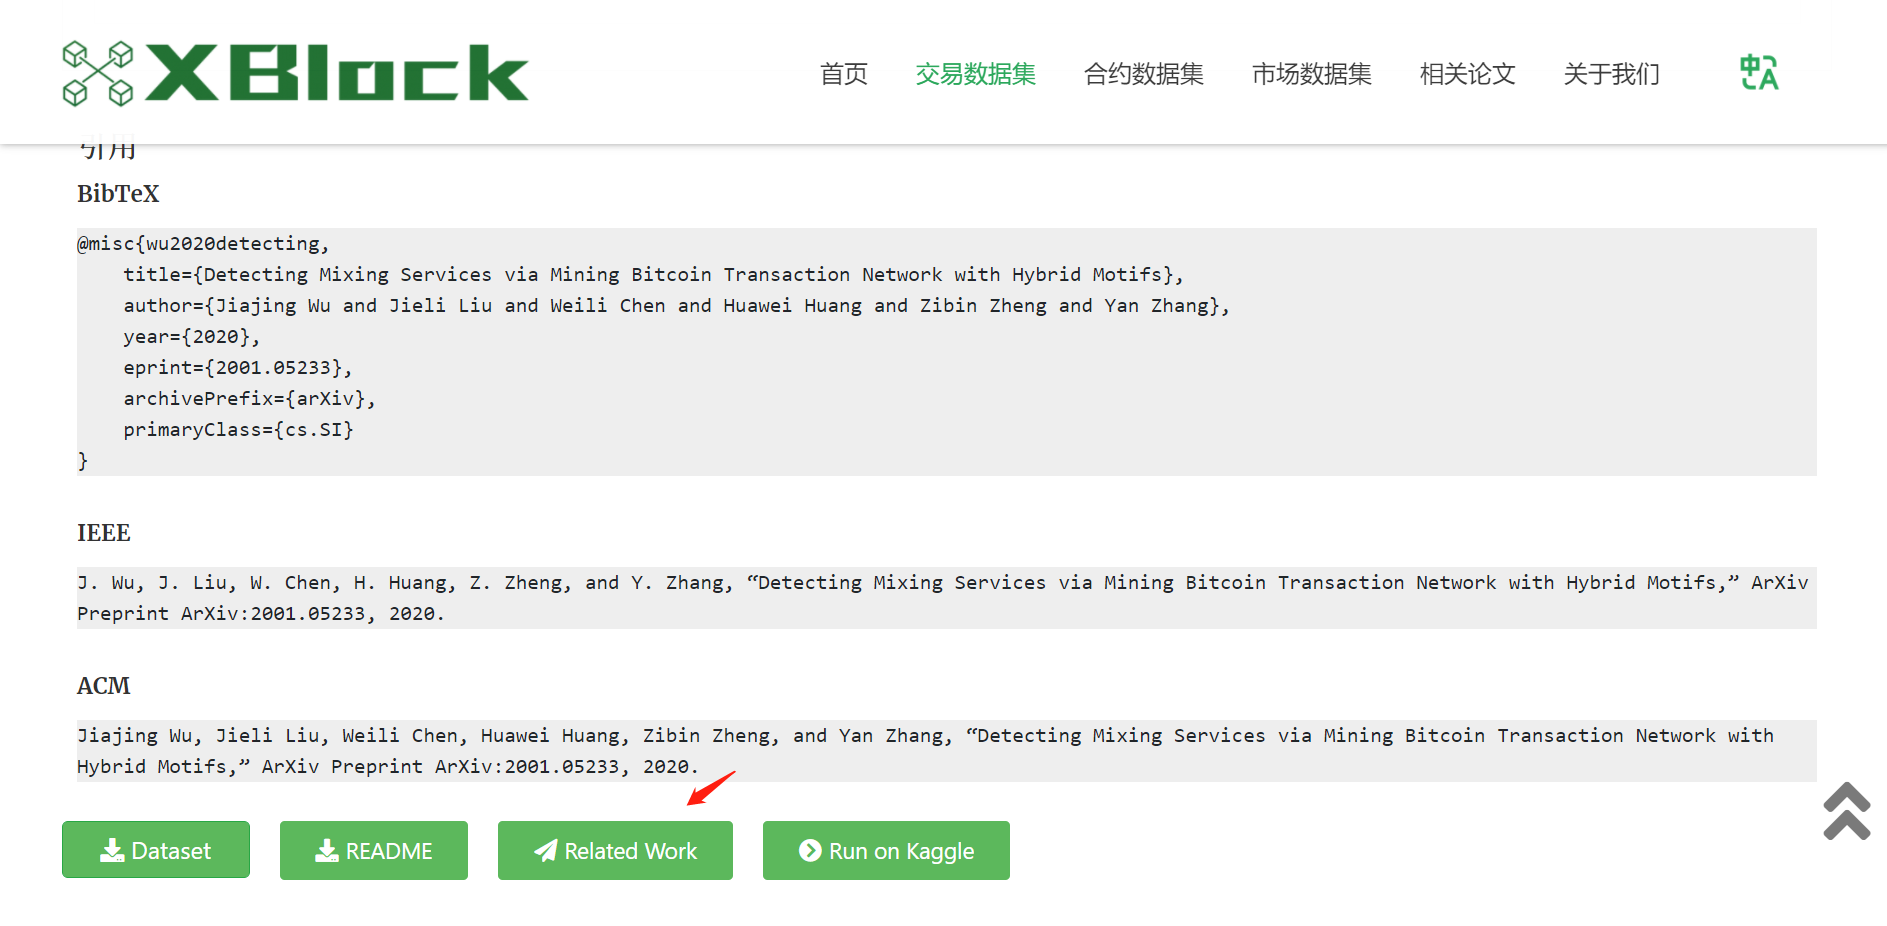 XBlock
首页 交易数据集 合约数据集 市场数据集 相关论文 关于我们 中A
引用
BibTeX
@misc{wu2020detecting,
title={Detecting Mixing Services via Mining Bitcoin Transaction Network with Hybrid Motifs},
author={Jiajing Wu and Jieli Liu and Weili Chen and Huawei Huang and Zibin Zheng and Yan Zhang},
year={2020},
eprint={2001.05233},
archivePrefix={arXiv},
primaryClass={cs.SI}
}
IEEE
J. Wu, J. Liu, W. Chen, H. Huang, Z. Zheng, and Y. Zhang, “Detecting Mixing Services via Mining Bitcoin Transaction Network with Hybrid Motifs,” ArXiv
Preprint ArXiv:2001.05233, 2020.
ACM
Jiajing Wu, Jieli Liu, Weili Chen, Huawei Huang, Zibin Zheng, and Yan Zhang, “Detecting Mixing Services via Mining Bitcoin Transaction Network with
Hybrid Motifs,” ArXiv Preprint ArXiv:2001.05233, 2020.
Dataset README Related Work Run on Kaggle